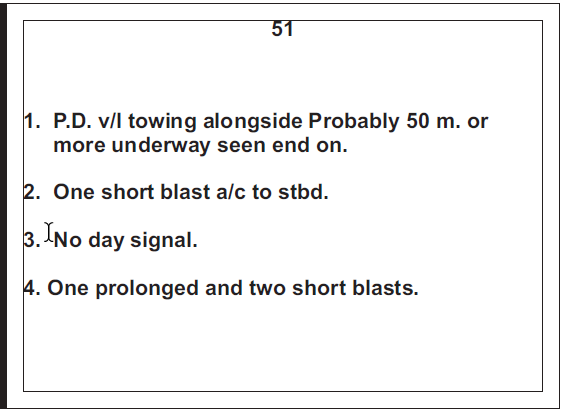 51
1. P.D. v/l towing alongside Probably 50 m. or
more underway seen end on.
2. One short blast a/c to stbd.
3. No day signal.
4. One prolonged and two short blasts.